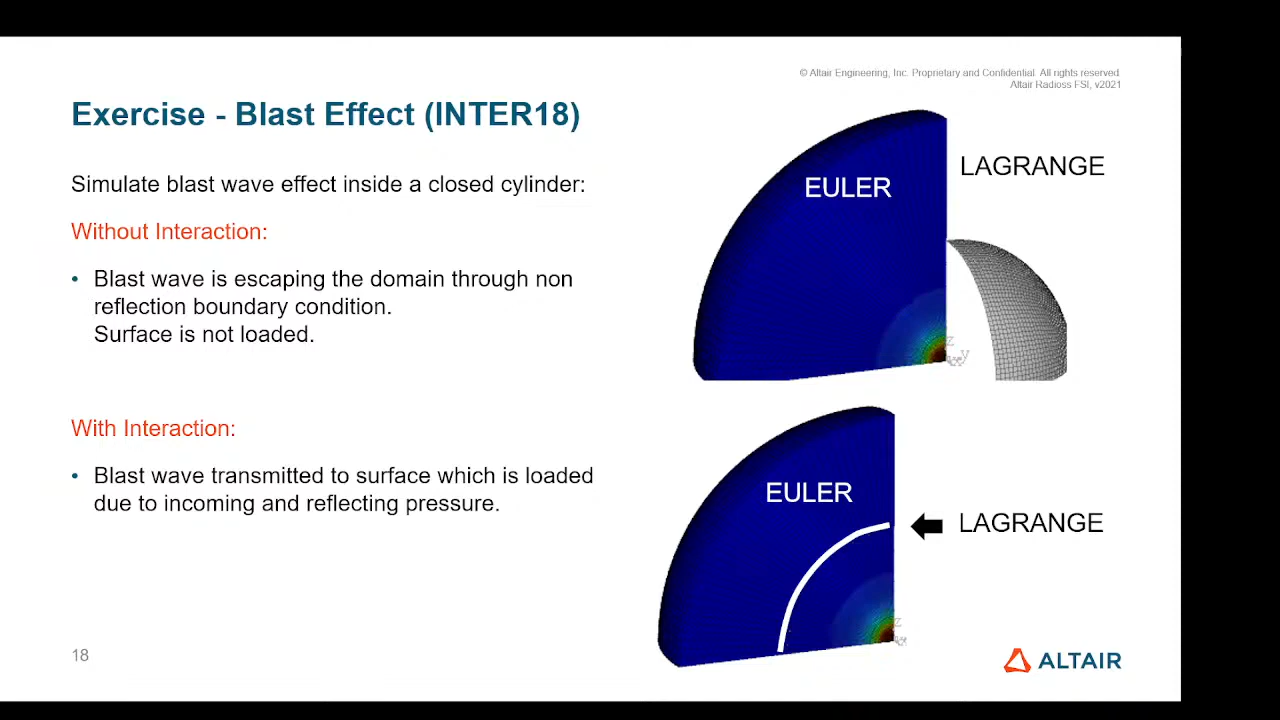 © Altair Engineering, Inc. Proprietary and Confidential. All rights reserved.
Altair Radioss FSI, v2021
Exercise - Blast Effect (INTER18)
Simulate blast wave effect inside a closed cylinder:
Without Interaction:
• Blast wave is escaping the domain through non
reflection boundary condition.
Surface is not loaded.
With Interaction:
• Blast wave transmitted to surface which is loaded
due to incoming and reflecting pressure.
EULER
LAGRANGE
z
y
EULER
LAGRANGE
z
18
ALTAIR